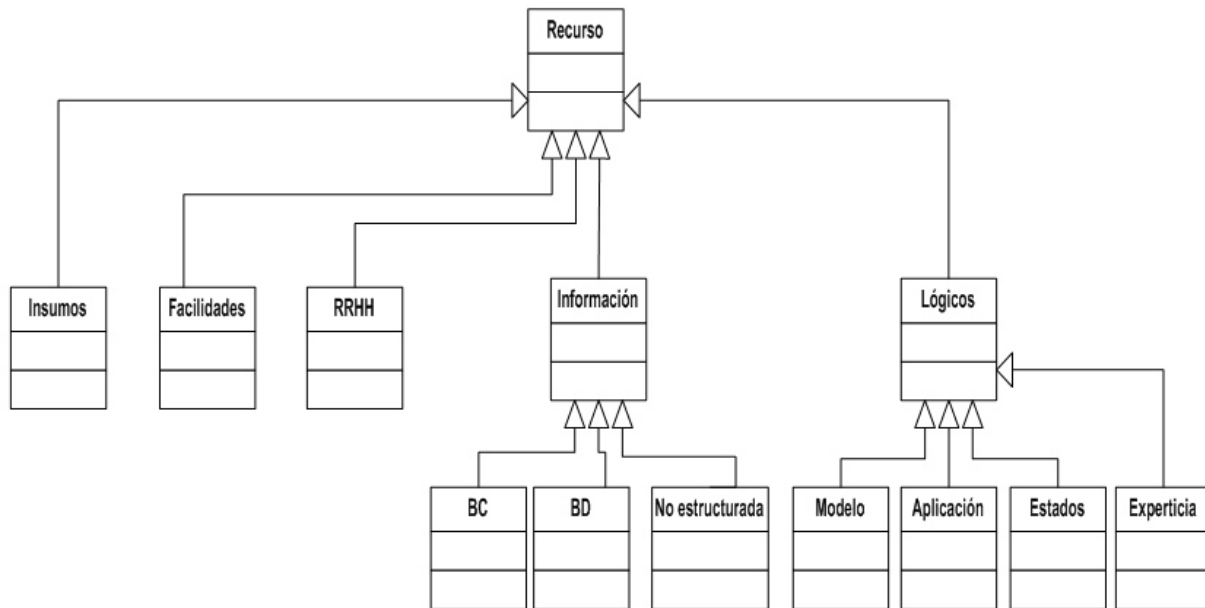 Recurso
Insumos
Facilidades
RRHH
Información
Lógicos
BC
BD
No estructurada
Modelo
Aplicación
Estados
Experticia